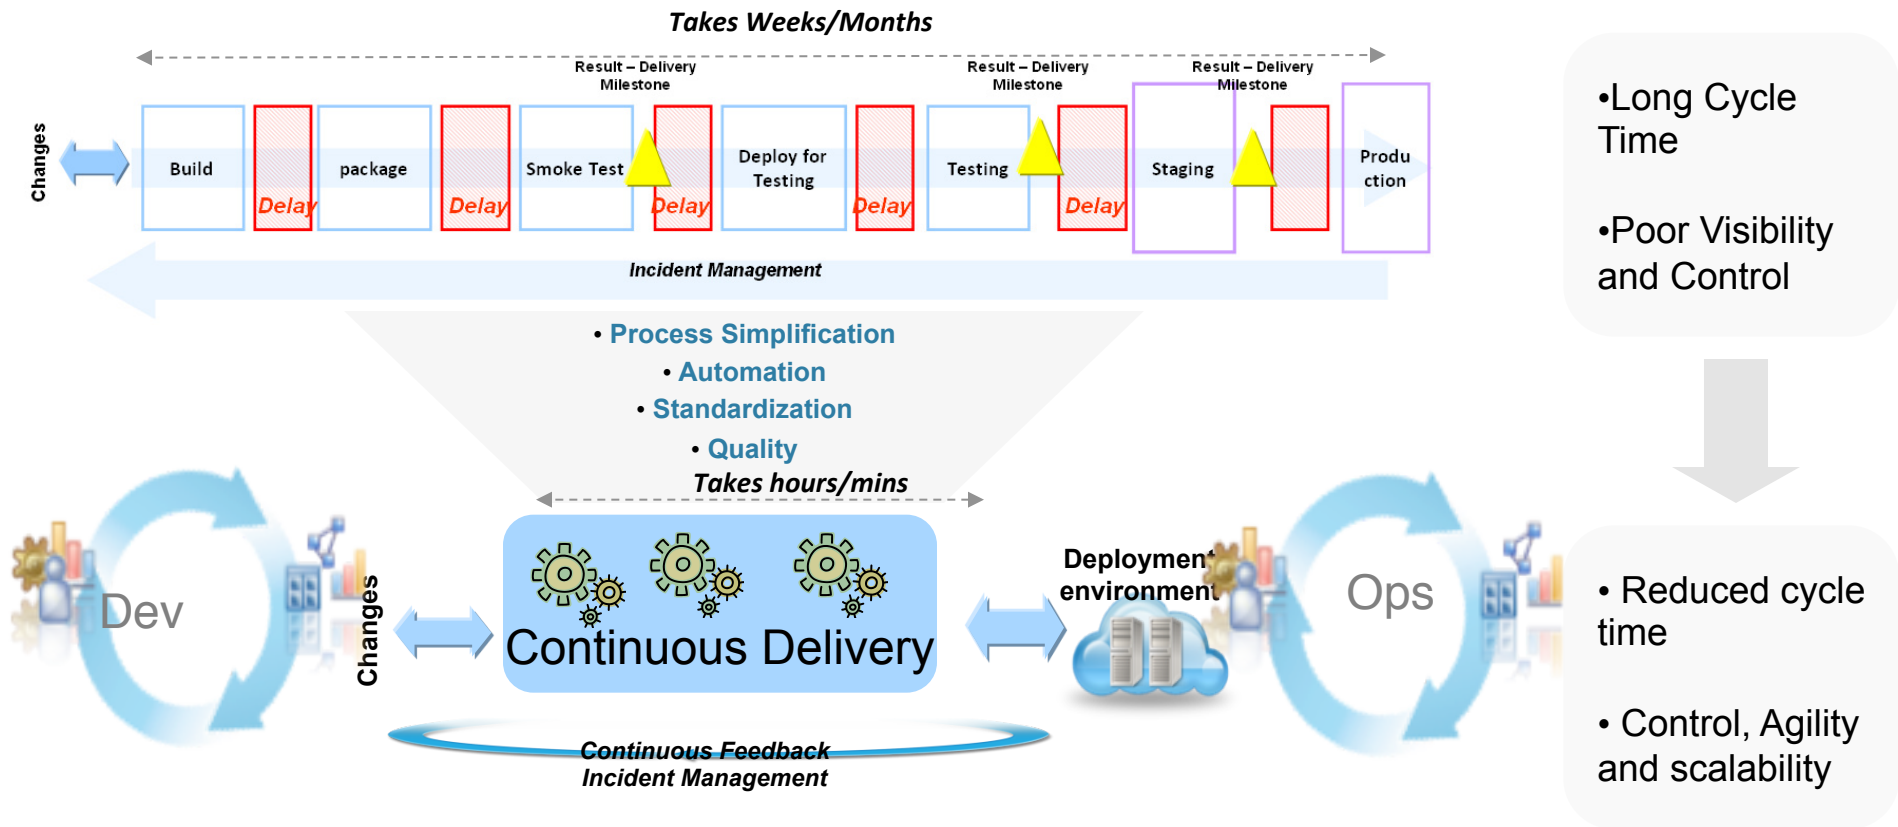 Takes Weeks/Months
Result – Delivery
Milestone
Result – Delivery
Milestone
Result – Delivery
Milestone
Changes
Build
Delay
package
Delay
Smoke Test
Delay
Deploy for
Testing
Delay
Testing
Delay
Staging
Produ
ction
Incident Management
•Long Cycle
Time
•Poor Visibility
and Control
• Process Simplification
• Automation
• Standardization
• Quality
Takes hours/mins
Dev
Changes
Continuous Delivery
Deployment
environment
Ops
Continuous Feedback
Incident Management
• Reduced cycle
time
• Control, Agility
and scalability